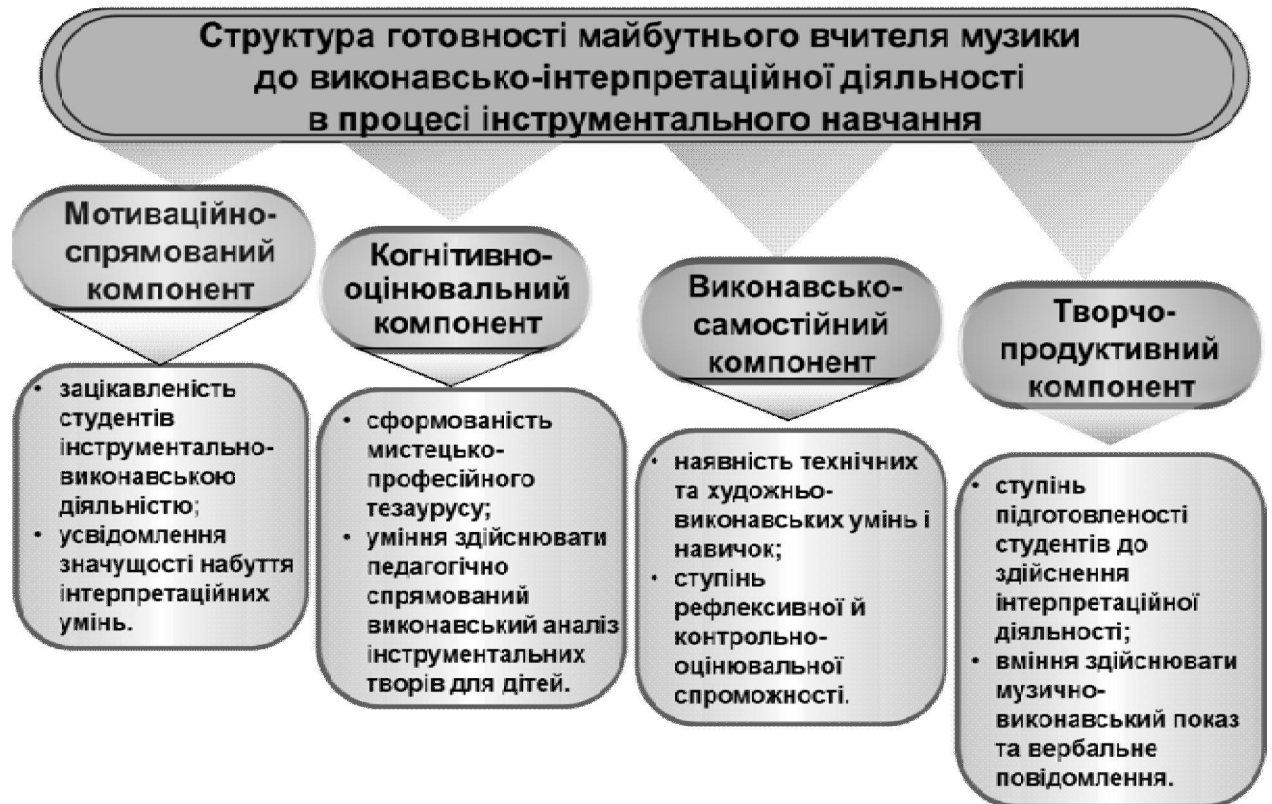 Структура готовності майбутнього вчителя музики
до виконавсько-інтерпретаційної діяльності
в процесі інструментального навчання
Мотиваційно-
спрямований
компонент
• зацікавленість
студентів
інструментально-
виконавською
діяльністю;
• усвідомлення
значущості набуття
інтерпретаційних
умінь.
Когнітивно-
оцінювальний
компонент
• сформованість
мистецько-
професійного
тезаурусу;
• уміння здійснювати
педагогічно
спрямований
виконавський аналіз
інструментальних
творів для дітей.
Виконавсько-
самостійний
компонент
• наявність технічних
та художньо-
виконавських умінь і
навичок;
• ступінь
рефлексивної й
контрольно-
оцінювальної
спроможності.
Творчо-
продуктивний
компонент
• ступінь
підготовленості
студентів до
здійснення
інтерпретаційної
діяльності;
• вміння здійснювати
музично-
виконавський показ
та вербальне
повідомлення.